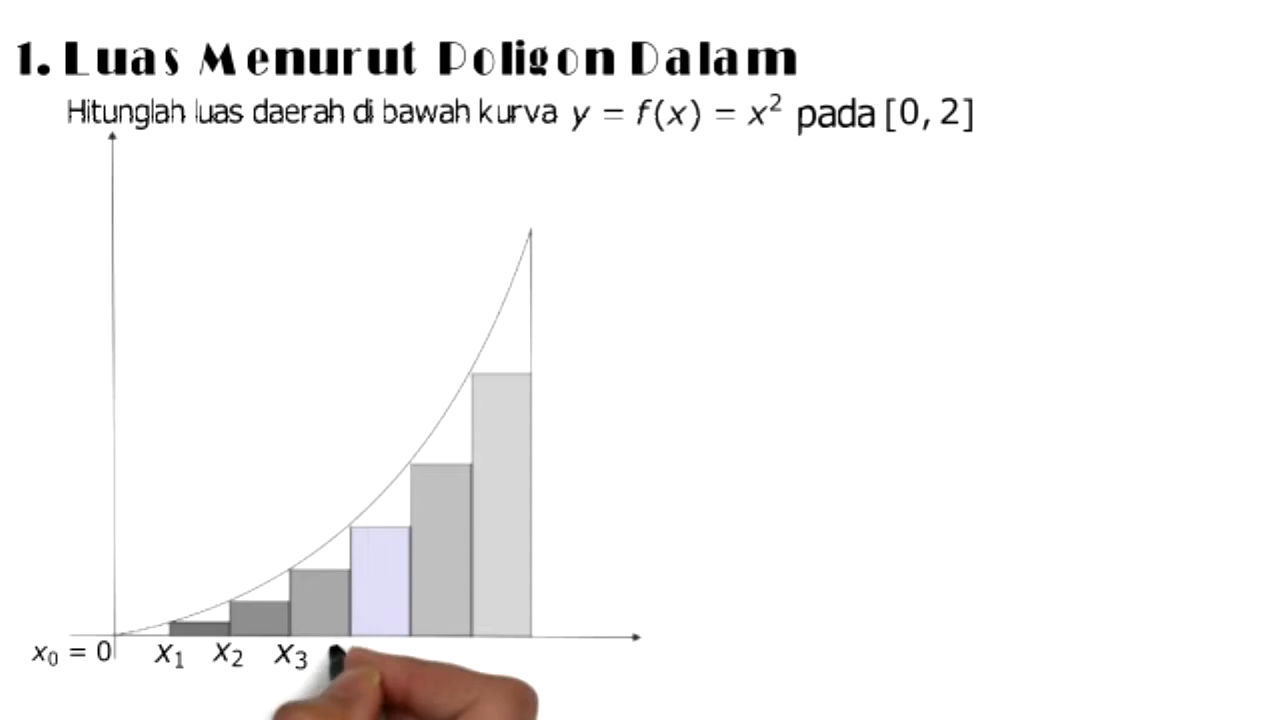 1. Luas Menurut Poligon Dalam
Hitunglah luas daerah di bawah kurva y = f(x) = x² pada [0, 2]
x₀ = 0 x₁ x₂ x₃